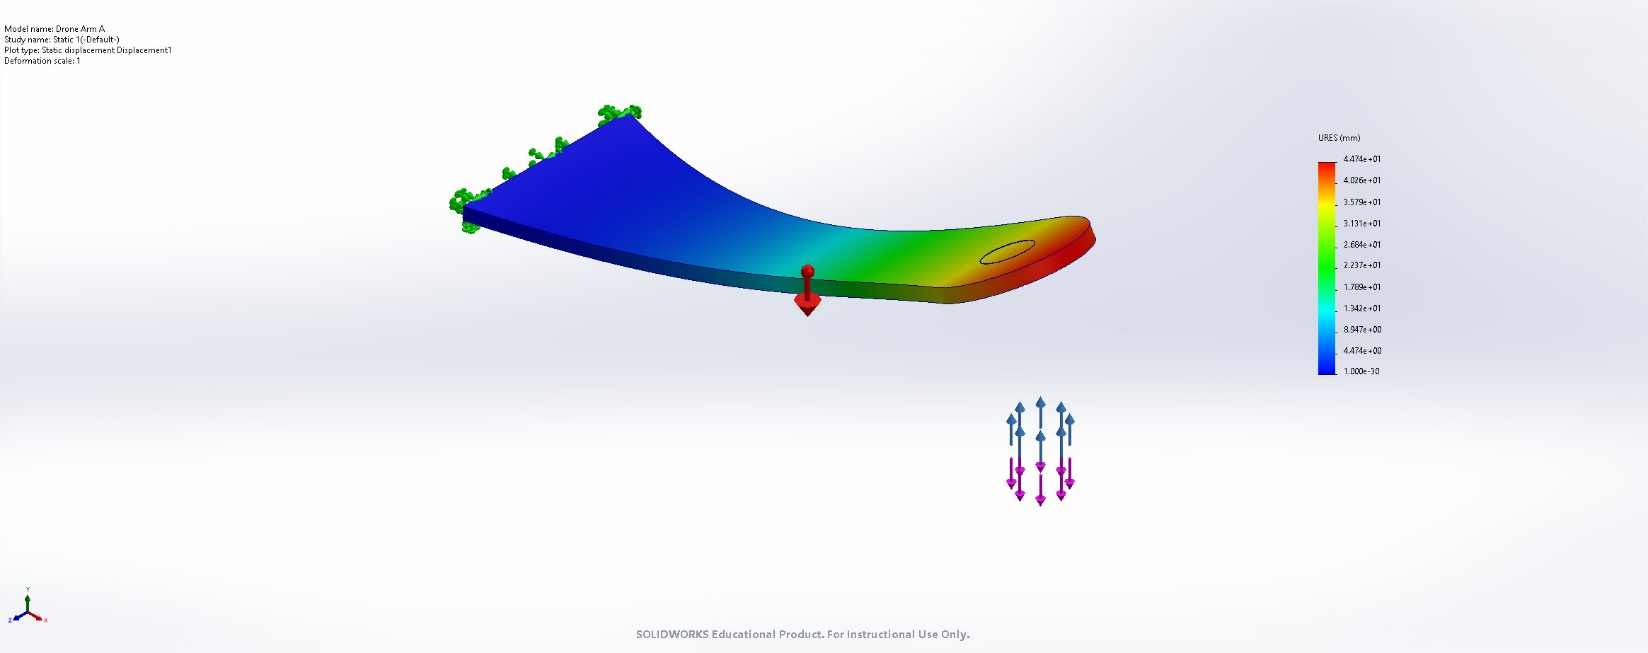 Model name: Drone Arm A
Study name: Static 1(-Default-)
Plot type: Static displacement Displacement1
Deformation scale: 1
URES (mm)
4.474e+01
4.026e+01
3.579e+01
3.131e+01
2.684e+01
2.237e+01
1.789e+01
1.342e+01
8.947e+00
4.474e+00
1.000e-30
Y
Z
X
SOLIDWORKS Educational Product. For Instructional Use Only.